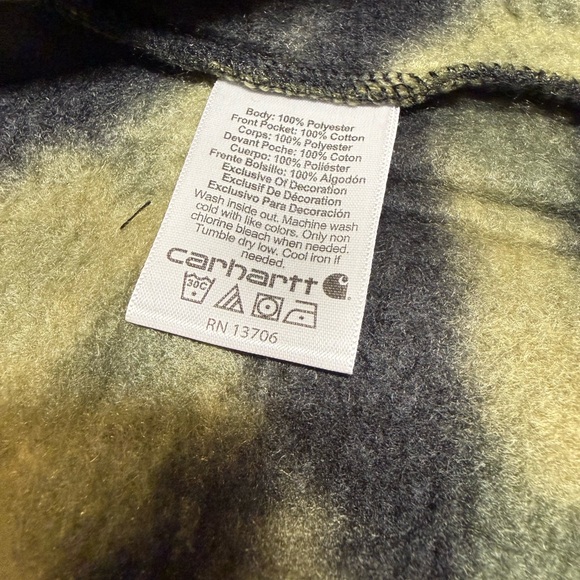 Body: 100% Polyester
Front Pocket: 100% Cotton
Corps: 100% Polyester
Devant Poche: 100% Coton
Cuerpo: 100% Poliéster
Frente Bolsillo: 100% Algodón
Exclusive Of Decoration
Exclusif De Décoration
Exclusivo Para Decoración
Wash inside out. Machine wash
cold with like colors. Only non
chlorine bleach when needed.
Tumble dry low. Cool iron if
needed.
carhartt
30C
RN 13706